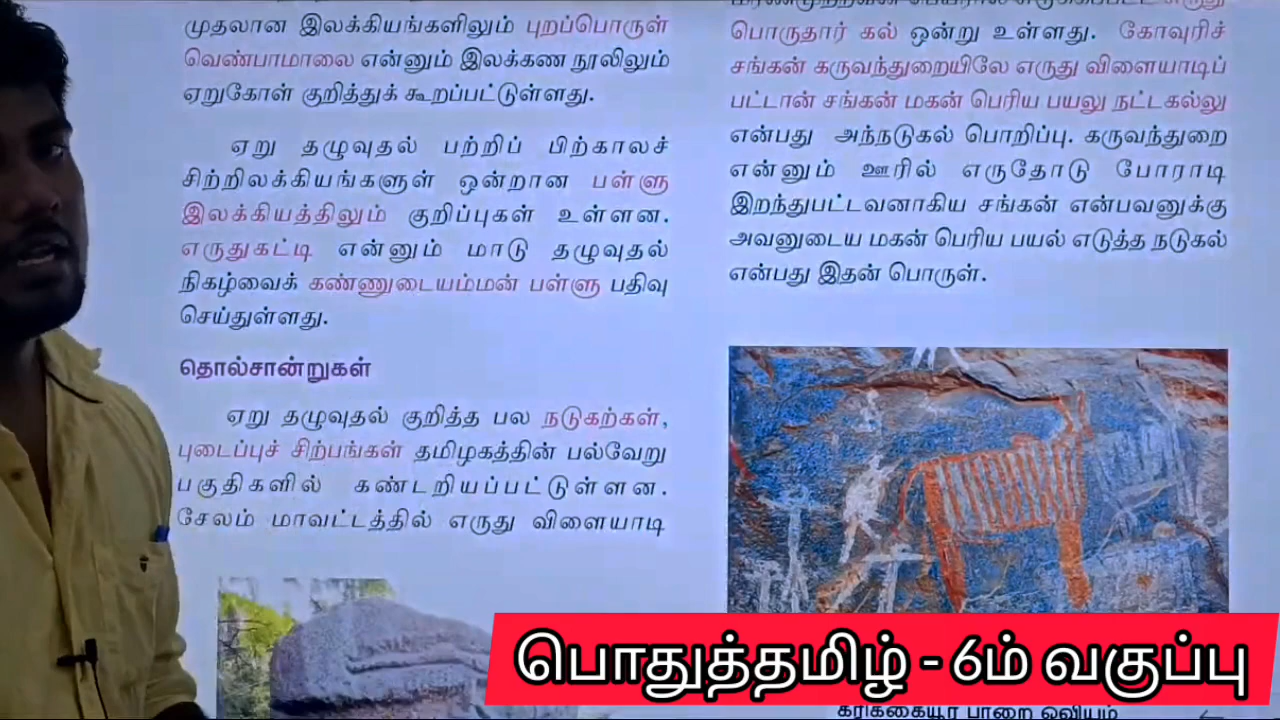 முதலான இலக்கியங்களிலும் புறப்பொருள்
வெண்பாமாலை என்னும் இலக்கண நூலிலும்
ஏறுகோள் குறித்துக் கூறப்பட்டுள்ளது.
ஏறு தழுவுதல் பற்றிப் பிற்காலச்
சிற்றிலக்கியங்களுள் ஒன்றான பள்ளு
இலக்கியத்திலும் குறிப்புகள் உள்ளன.
எருதுகட்டி என்னும் மாடு தழுவுதல்
நிகழ்வைக் கண்ணுடையம்மன் பள்ளு பதிவு
செய்துள்ளது.
தொல்சான்றுகள்
ஏறு தழுவுதல் குறித்த பல நடுகற்கள்,
புடைப்புச் சிற்பங்கள் தமிழகத்தின் பல்வேறு
பகுதிகளில் கண்டறியப்பட்டுள்ளன.
சேலம் மாவட்டத்தில் எருது விளையாடி
பொருதார் கல் ஒன்று உள்ளது. கோவுரிச்
சங்கன் கருவந்துறையிலே எருது விளையாடிப்
பட்டான் சங்கன் மகன் பெரிய பயலு நட்டகல்லு
என்பது அந்நடுகல் பொறிப்பு. கருவந்துறை
என்னும் ஊரில் எருதோடு போராடி
இறந்துபட்டவனாகிய சங்கன் என்பவனுக்கு
அவனுடைய மகன் பெரிய பயல் எடுத்த நடுகல்
என்பது இதன் பொருள்.
கரிக்கையூர் பாறை ஓவியம்
பொதுத்தமிழ் - 6ம் வகுப்பு